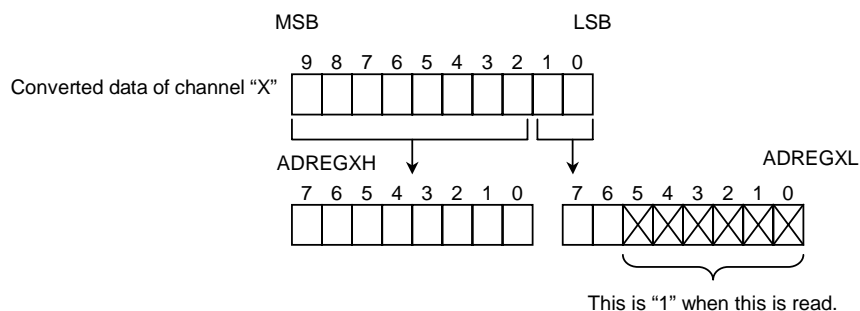 MSB LSB
9 8 7 6 5 4 3 2 1 0
Converted data of channel “X”
ADREGXH ADREGXL
7 6 5 4 3 2 1 0 7 6 5 4 3 2 1 0
This is “1” when this is read.